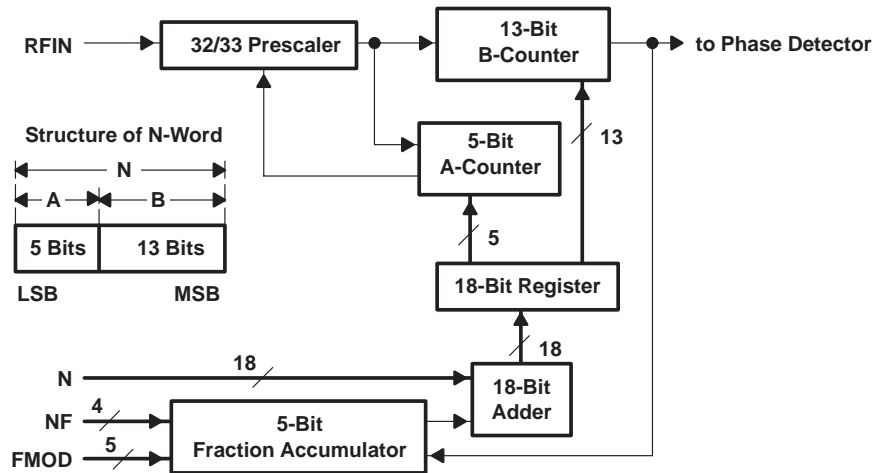 RFIN
32/33 Prescaler
13-Bit
B-Counter
to Phase Detector
Structure of N-Word
N
A
B
5 Bits
13 Bits
LSB
MSB
5-Bit
A-Counter
13
5
18-Bit Register
18
N
18
18-Bit
Adder
NF
4
5-Bit
Fraction Accumulator
FMOD
5